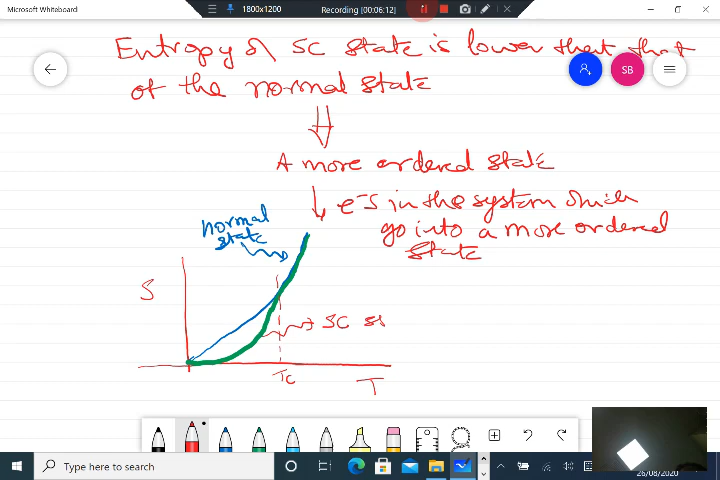 Microsoft Whiteboard
1800x1200
Recording [00:06:12]
Entropy of SC state is lower that that
of the normal state
SB
A more ordered state
e-s in the system which
go into a more ordered
state
normal
state
S
SC st
Tc
T
Type here to search
26/08/2020